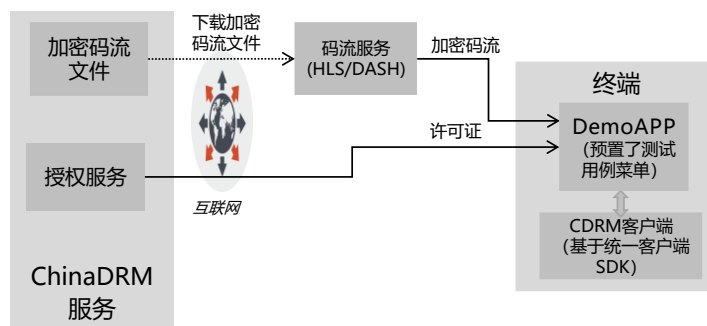 加密码流
文件
授权服务
ChinaDRM
服务
下载加密
码流文件
互联网
码流服务
(HLS/DASH)
加密码流
许可证
终端
DemoAPP
（预置了测试
用例菜单）
CDRM客户端
（基于统一客户端
SDK）